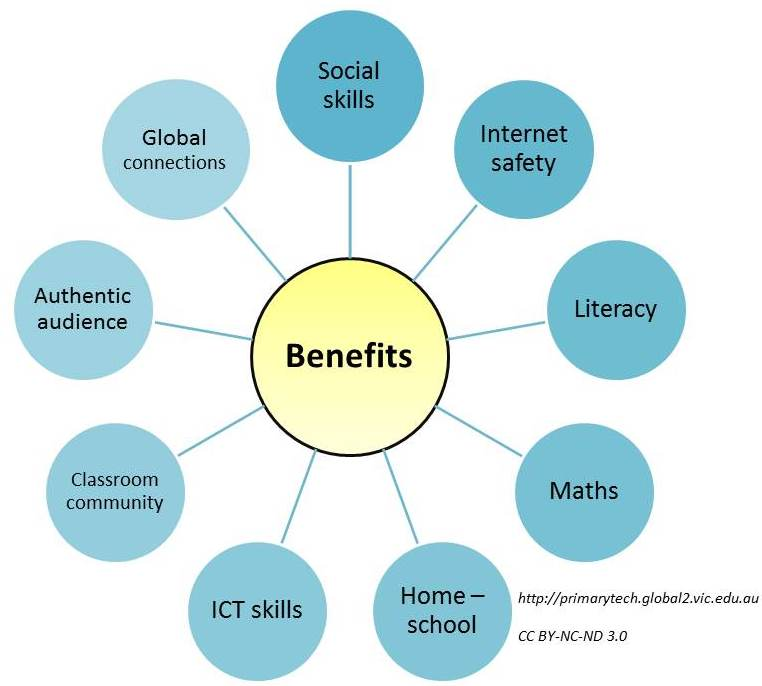 Social
skills
Internet
safety
Literacy
Maths
Home –
school
ICT skills
Classroom
community
Authentic
audience
Global
connections
Benefits
http://primarytech.global2.vic.edu.au
CC BY-NC-ND 3.0